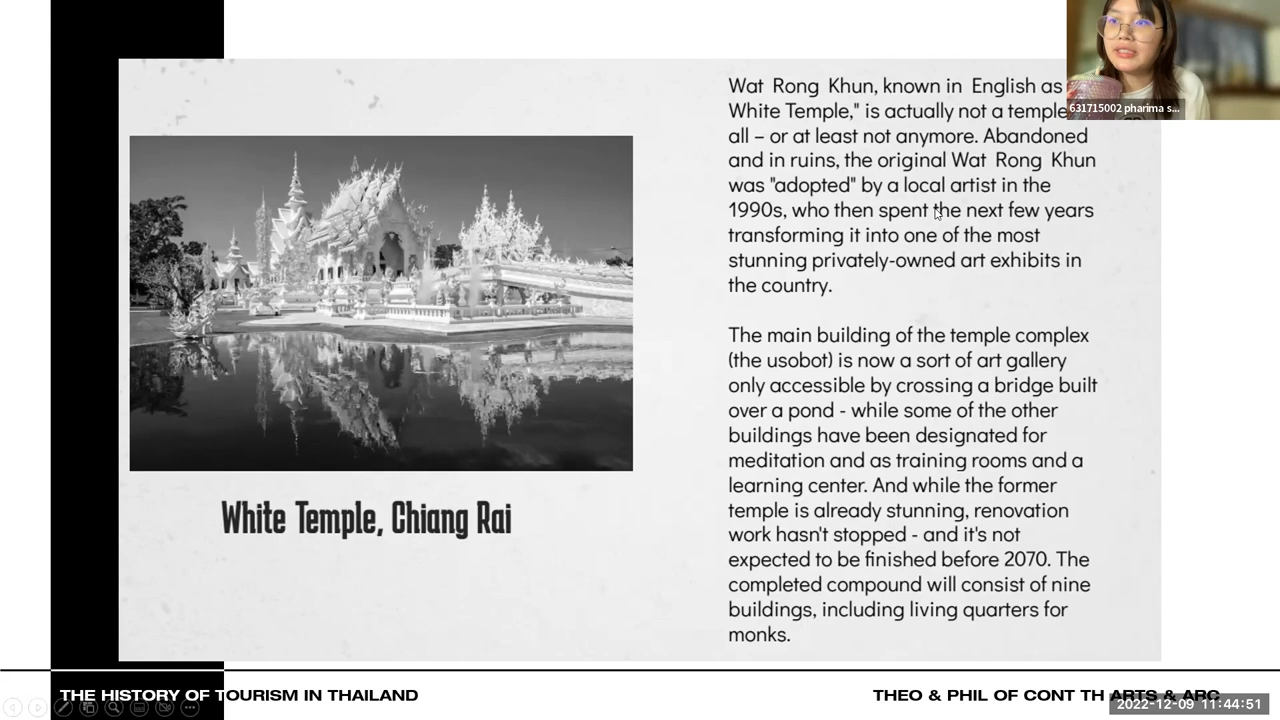 Wat Rong Khun, known in English as
White Temple," is actually not a temple
all – or at least not anymore. Abandoned
and in ruins, the original Wat Rong Khun
was "adopted" by a local artist in the
1990s, who then spent the next few years
transforming it into one of the most
stunning privately-owned art exhibits in
the country.
The main building of the temple complex
(the usobot) is now a sort of art gallery
only accessible by crossing a bridge built
over a pond - while some of the other
buildings have been designated for
meditation and as training rooms and a
learning center. And while the former
temple is already stunning, renovation
work hasn't stopped - and it's not
expected to be finished before 2070. The
completed compound will consist of nine
buildings, including living quarters for
monks.
White Temple, Chiang Rai
631715002 pharima s...
THE HISTORY OF TOURISM IN THAILAND
THEO & PHIL OF CONT TH ARTS & ARC
2022-12-09 11:44:51